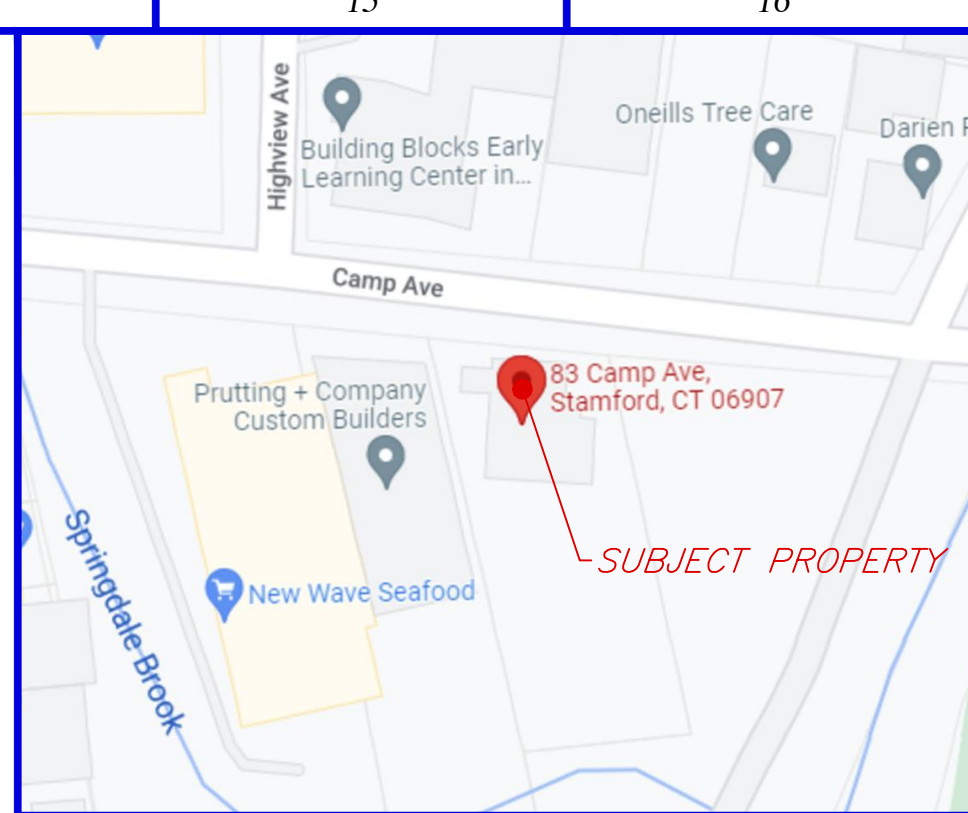 15
16
Highview Ave
Building Blocks Early
Learning Center in...
Oneills Tree Care
Darien
Camp Ave
83 Camp Ave,
Stamford, CT 06907
Prutting + Company
Custom Builders
SUBJECT PROPERTY
New Wave Seafood
Springdale Brook